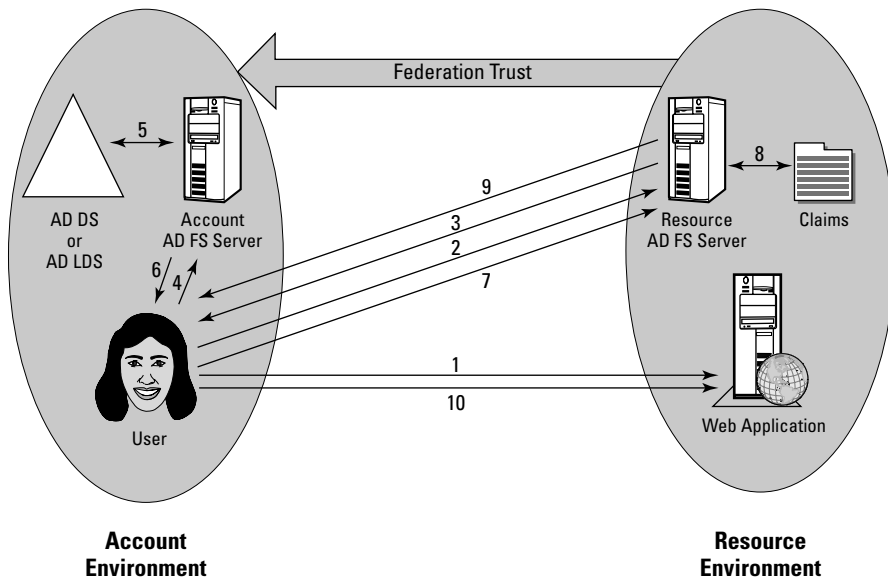 Federation Trust
5
8
9
3
2
7
AD DS
or
AD LDS
Account
AD FS Server
Resource
AD FS Server
Claims
6
4
1
10
User
Web Application
Account
Environment
Resource
Environment